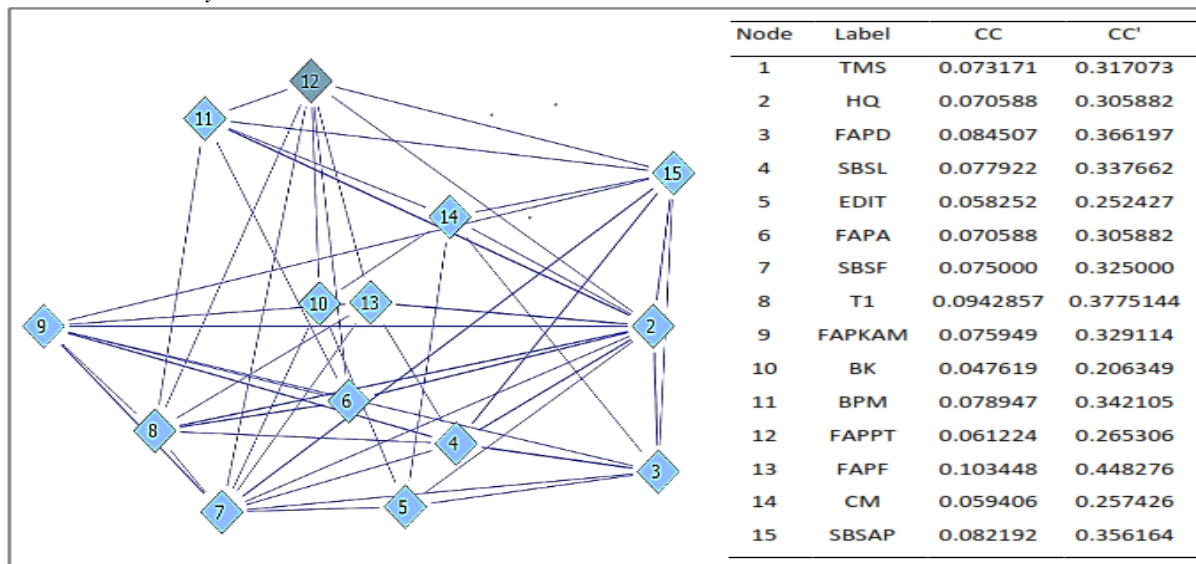 12
11
15
14
10 13
9
2
6
8
4
3
7
5
Node Label CC CC'
1 TMS 0.073171 0.317073
2 HQ 0.070588 0.305882
3 FAPD 0.084507 0.366197
4 SBSL 0.077922 0.337662
5 EDIT 0.058252 0.252427
6 FAPA 0.070588 0.305882
7 SBSF 0.075000 0.325000
8 T1 0.0942857 0.3775144
9 FAPKAM 0.075949 0.329114
10 BK 0.047619 0.206349
11 BPM 0.078947 0.342105
12 FAPPT 0.061224 0.265306
13 FAPF 0.103448 0.448276
14 CM 0.059406 0.257426
15 SBSAP 0.082192 0.356164